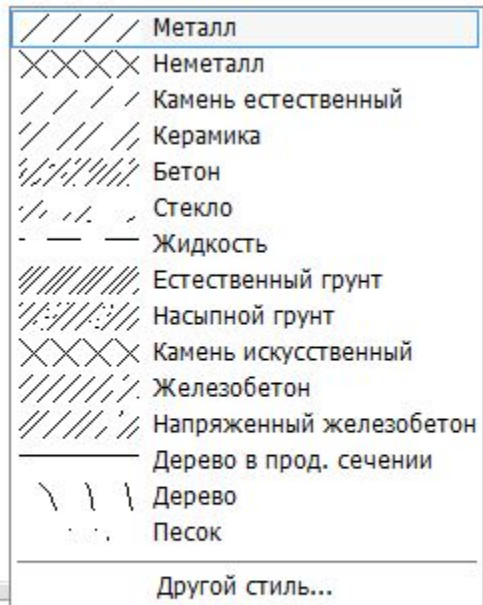 Металл
Неметалл
Камень естественный
Керамика
Бетон
Стекло
Жидкость
Естественный грунт
Насыпной грунт
Камень искусственный
Железобетон
Напряженный железобетон
Дерево в прод. сечении
Дерево
Песок
Другой стиль...